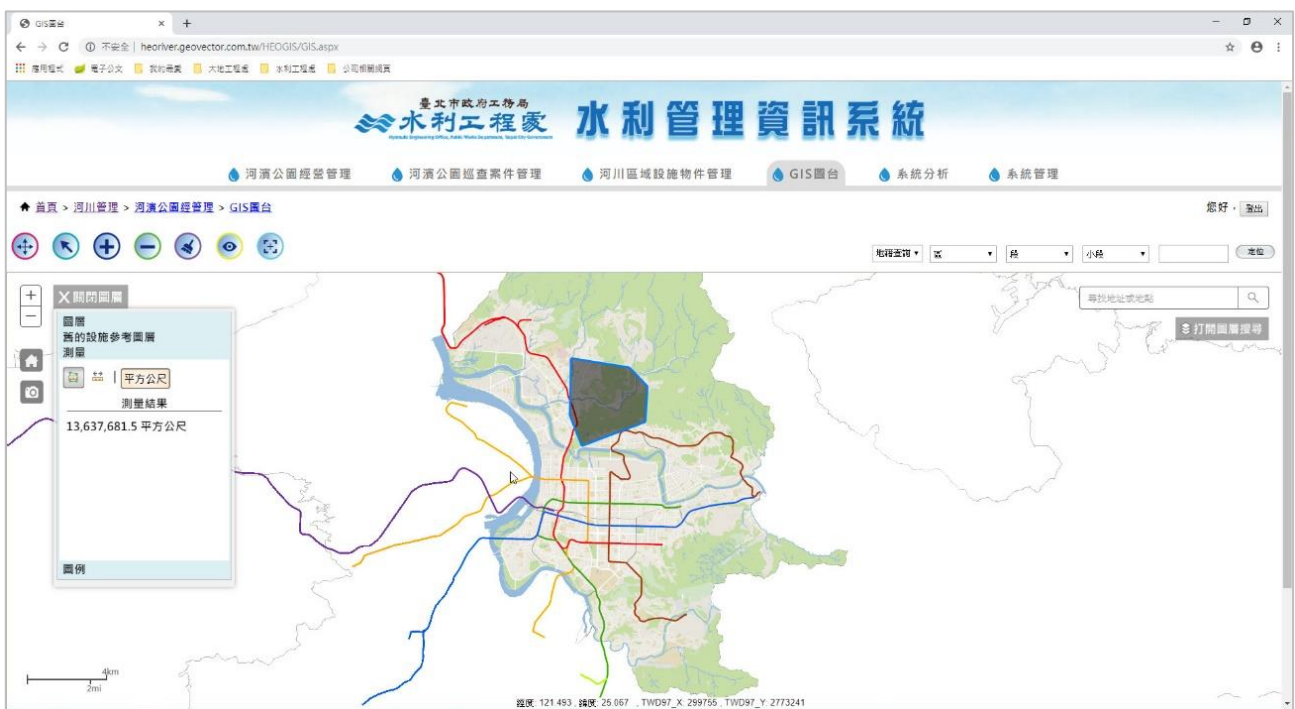 GIS圖台
不安全 | heoriver.geovector.com.tw/HEOGIS/GIS.aspx
應用程式 電子公文 我的最愛 大地工程處 水利工程處 公司相關網頁
臺北市政府工務局
水利工程處
Hydraulic Engineering Office, Public Works Department, Taipei City Government
水利管理資訊系統
河濱公園經營管理 河濱公園巡查案件管理 河川區域設施物件管理 GIS圖台 系統分析 系統管理
首頁 > 河川管理 > 河濱公園經營管理 > GIS圖台
您好, 登出
地籍查詢 區 段 小段 定位
X關閉圖層
尋找地址或地點
打開圖層搜尋
圖層
舊的設施參考圖層
測量
平方公尺
測量結果
13,637,681.5 平方公尺
圖例
4km
2mi
經度: 121.493 , 緯度: 25.067 , TWD97_X: 299755 , TWD97_Y: 2773241